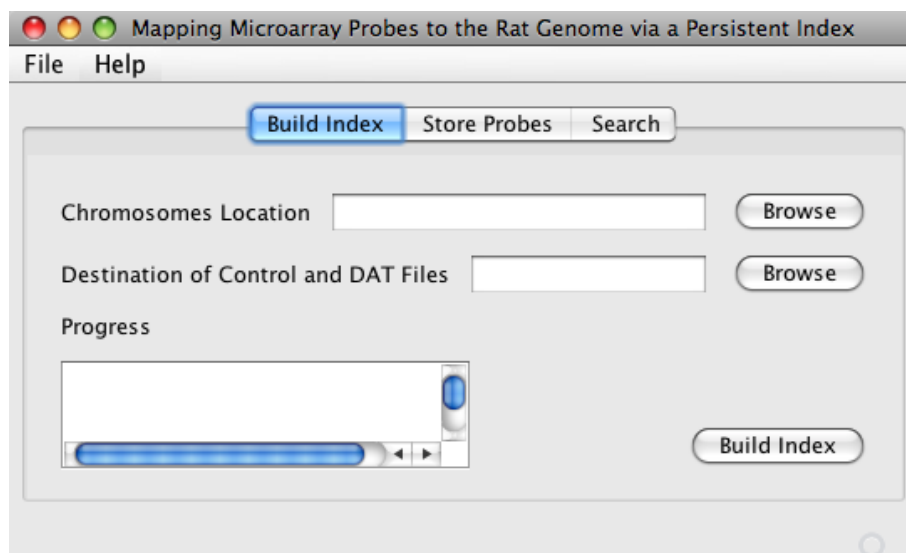 Mapping Microarray Probes to the Rat Genome via a Persistent Index
File Help
Build Index Store Probes Search
Chromosomes Location Browse
Destination of Control and DAT Files Browse
Progress
Build Index